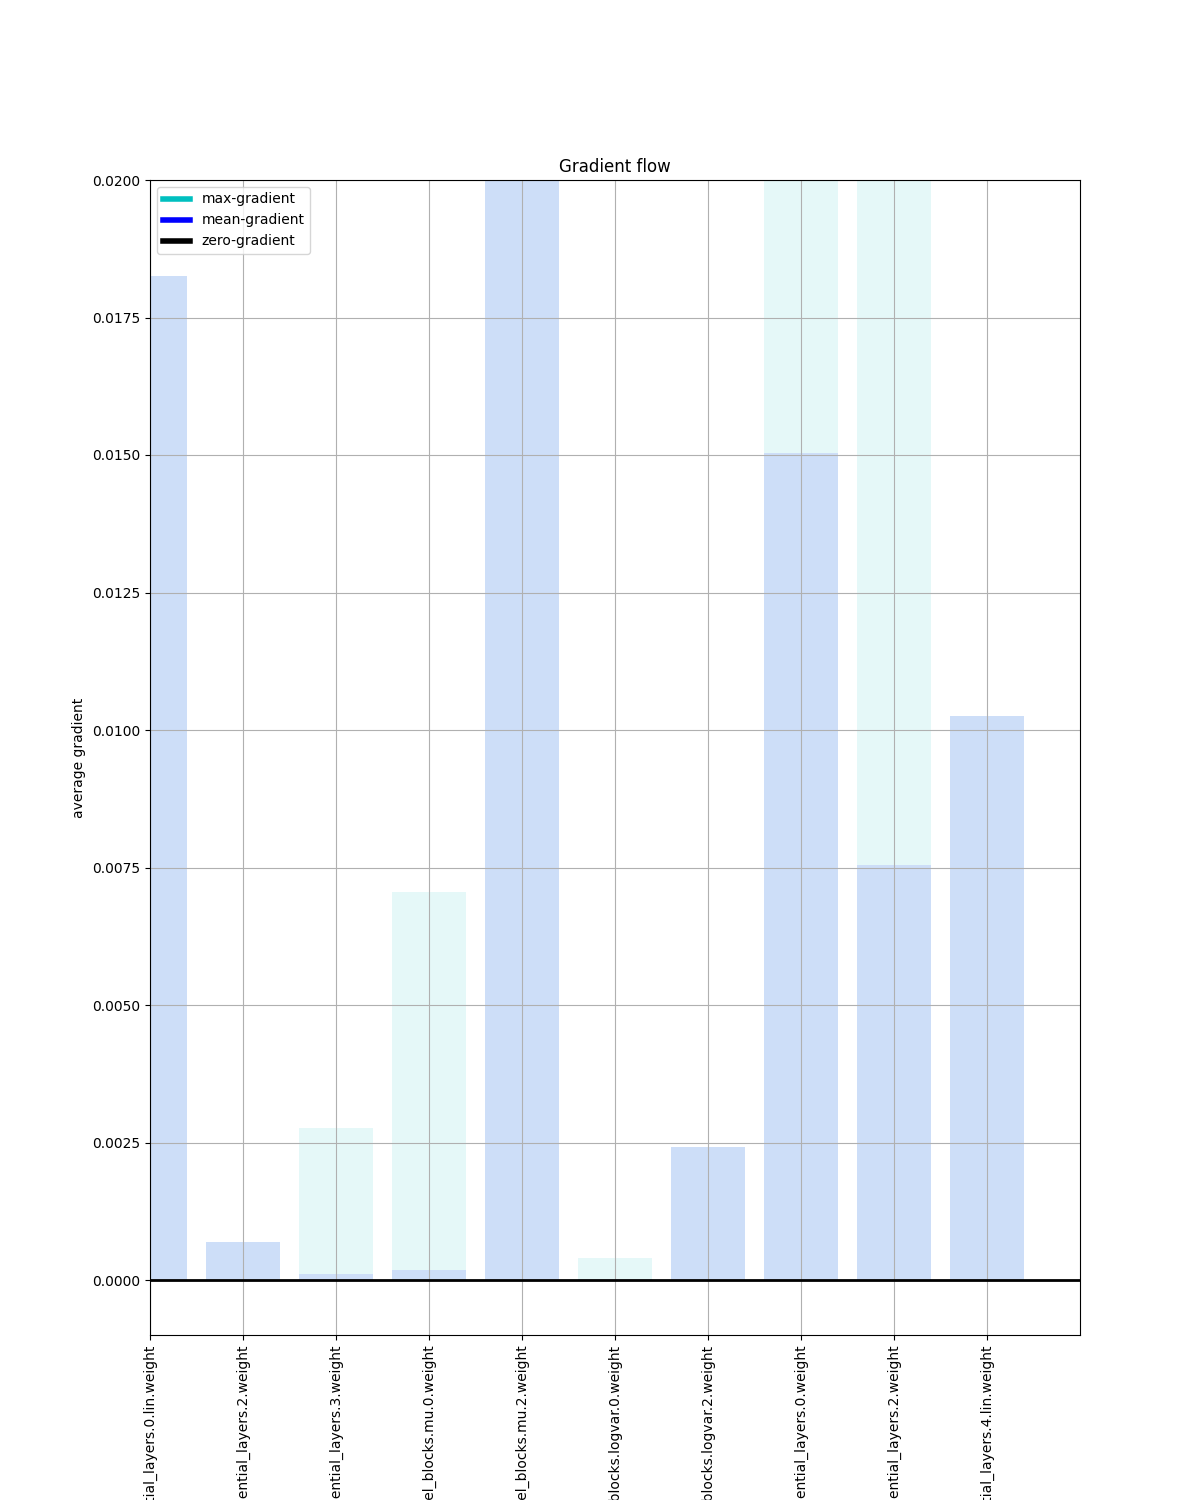 Gradient flow
max-gradient
mean-gradient
zero-gradient
0.0200
0.0175
0.0150
0.0125
0.0100
0.0075
0.0050
0.0025
0.0000
average gradient
tial_layers.0.lin.weight
ential_layers.2.weight
ential_layers.3.weight
el_blocks.mu.0.weight
el_blocks.mu.2.weight
blocks.logvar.0.weight
blocks.logvar.2.weight
ential_layers.0.weight
ential_layers.2.weight
tial_layers.4.lin.weight